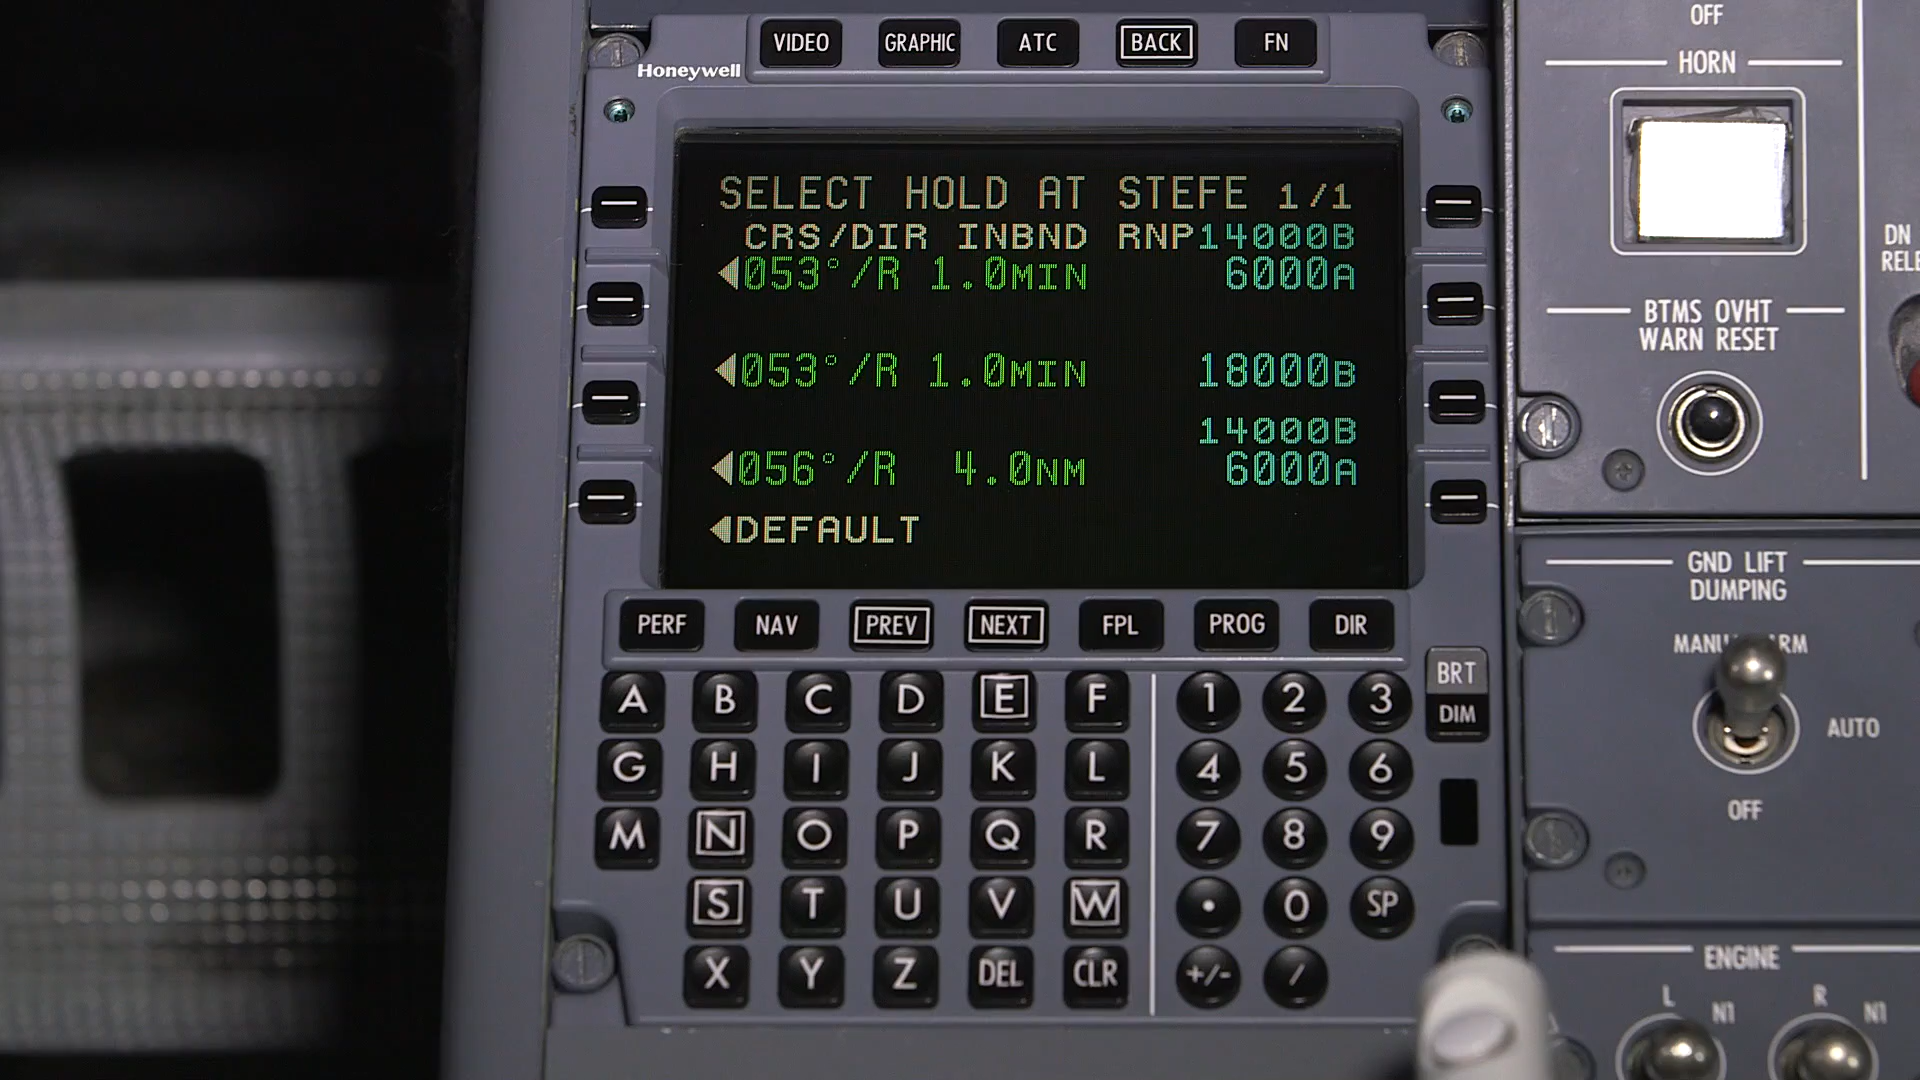 VIDEO GRAPHIC ATC BACK FN
Honeywell
SELECT HOLD AT STEFE 1/1
CRS/DIR INBND RNP14000B
053°/R 1.0MIN 6000A
053°/R 1.0MIN 18000B
14000B
056°/R 4.0NM 6000A
DEFAULT
PERF NAV PREV NEXT FPL PROG DIR
BRT
DIM
A B C D E F 1 2 3
G H I J K L 4 5 6
M N O P Q R 7 8 9
S T U V W . 0 SP
X Y Z DEL CLR +/- /
OFF
HORN
DN
BTMS OVHT
WARN RESET
GND LIFT
DUMPING
AUTO
OFF
ENGINE
L R
N1 N1